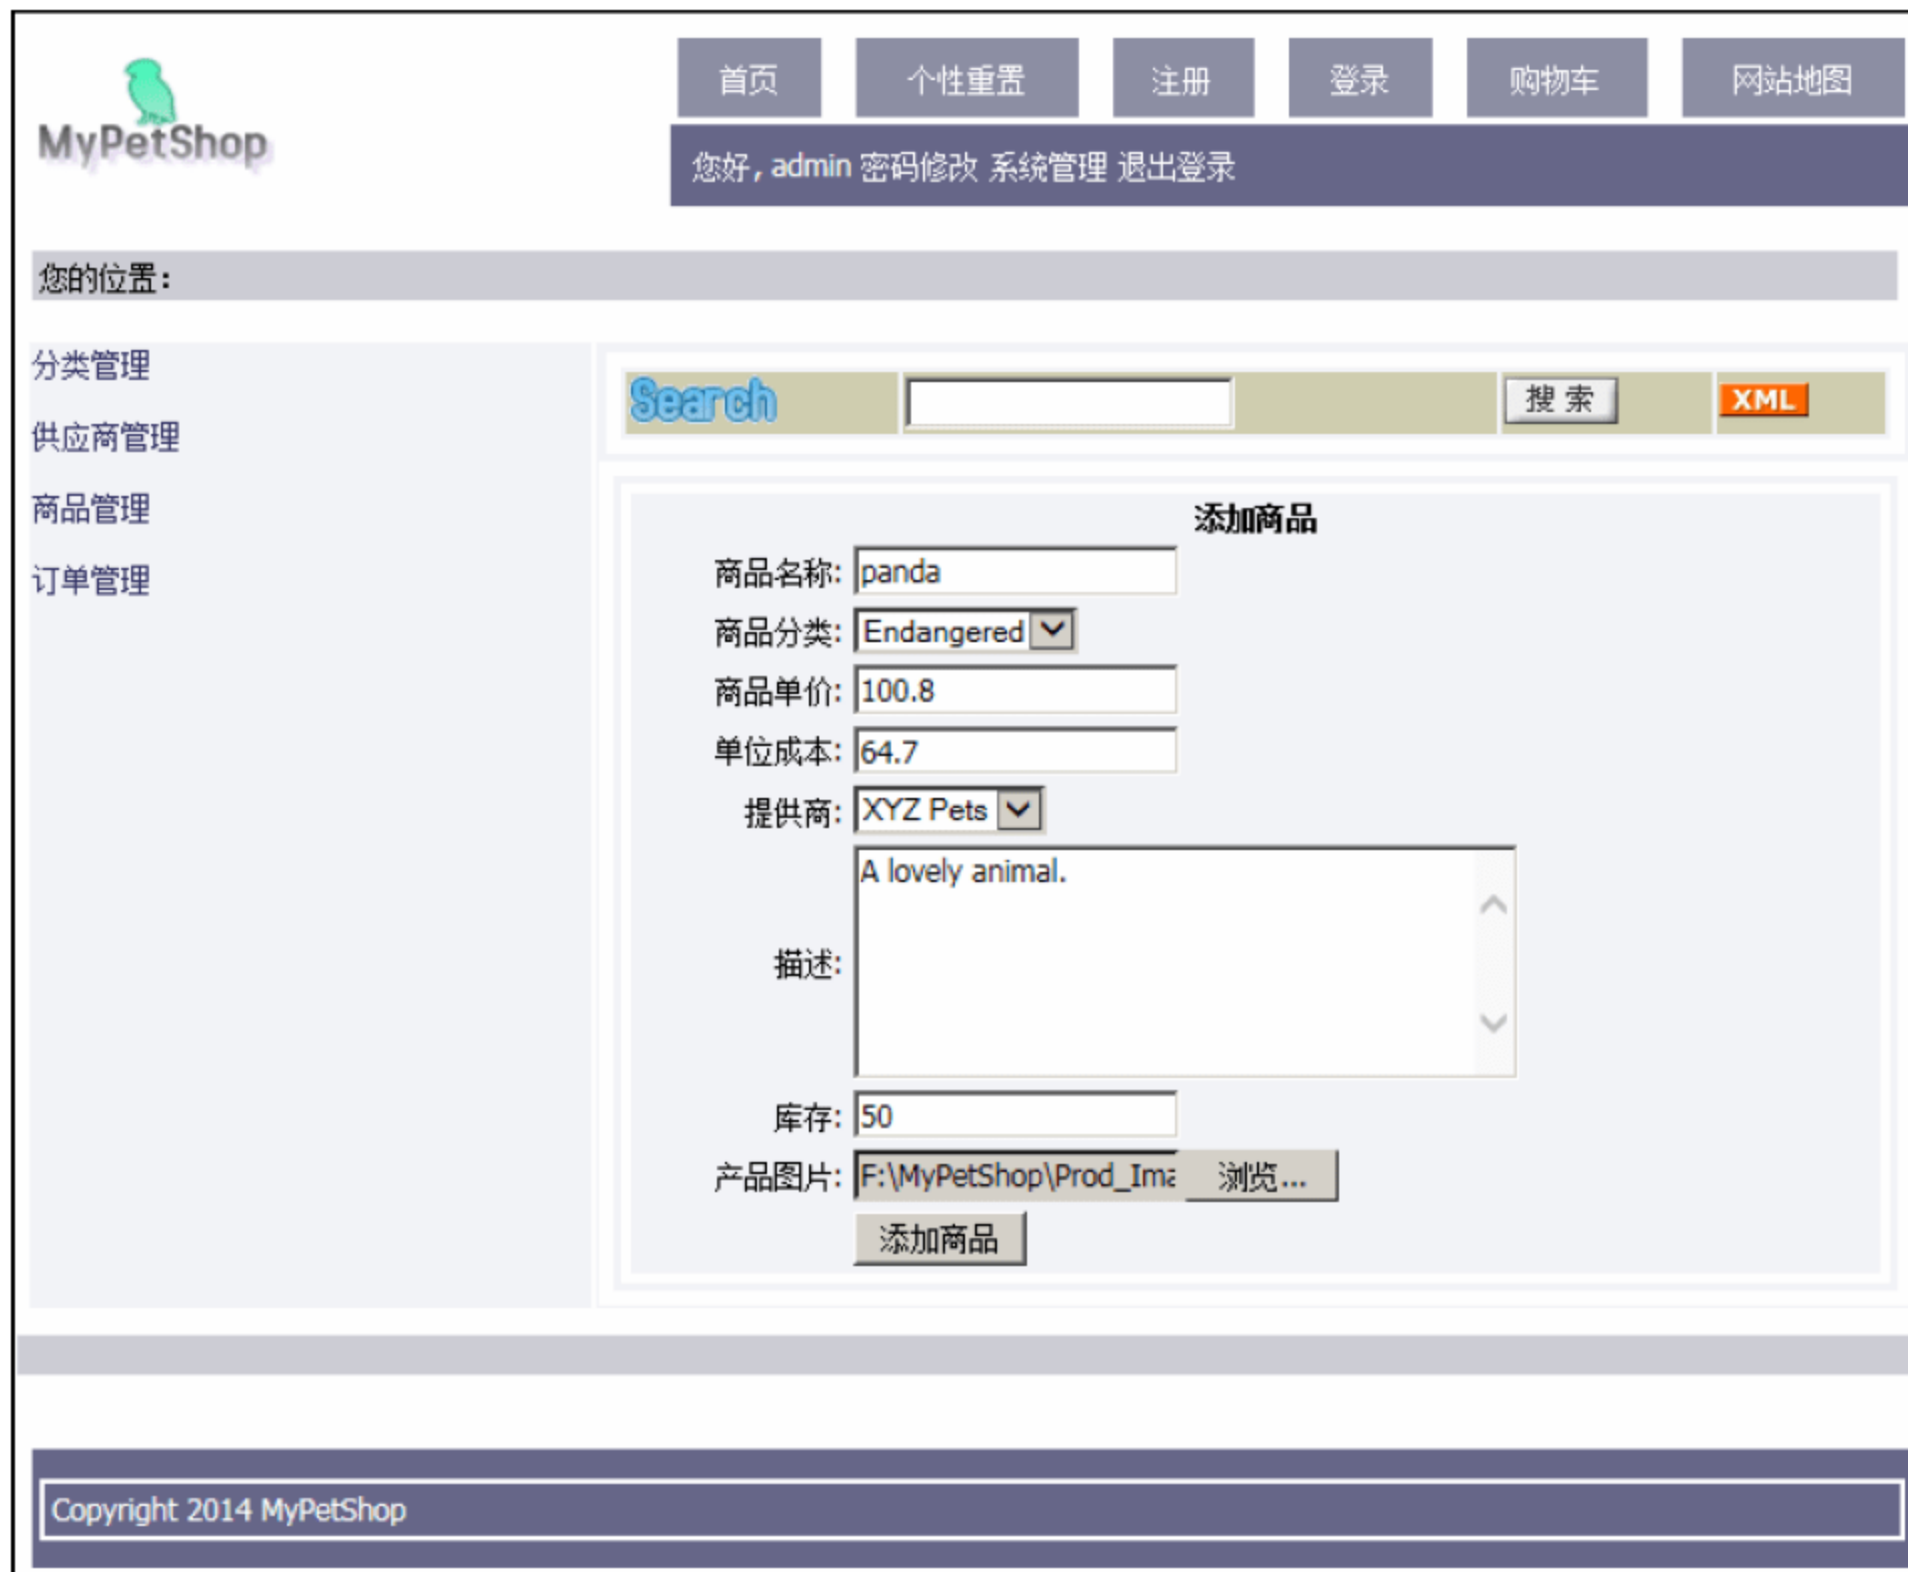 MyPetShop
首页 个性重置 注册 登录 购物车 网站地图
您好, admin 密码修改 系统管理 退出登录
您的位置:
分类管理
供应商管理
商品管理
订单管理
Search 搜 索 XML
添加商品
商品名称: panda
商品分类: Endangered
商品单价: 100.8
单位成本: 64.7
提供商: XYZ Pets
描述: A lovely animal.
库存: 50
产品图片: F:\MyPetShop\Prod_Ima 浏览...
添加商品
Copyright 2014 MyPetShop